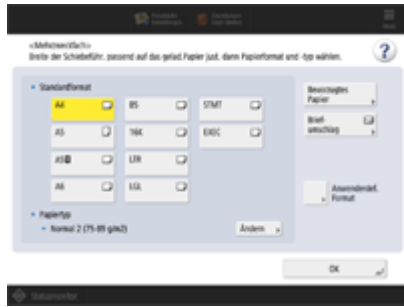 <Mehrzweckfach>
Breite der Schiebeführ. passend auf das gelad.Papier just, dann Papierformat und -typ wählen.
?
Standardformat
A4
B5
STMT
A5
16K
EXEC
A5
LTR
A6
LGL
Bevorzugtes
Papier
Brief-
umschlag
Anwenderdef.
Format
Papiertyp
Normal 2 (75-89 g/m2)
Ändern
OK
Statusmonitor